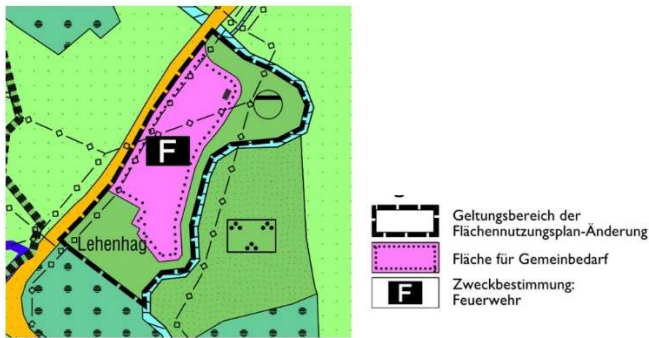 F
Lehenhag
Geltungsbereich der
Flächennutzungsplan-Änderung
Fläche für Gemeinbedarf
F
Zweckbestimmung:
Feuerwehr